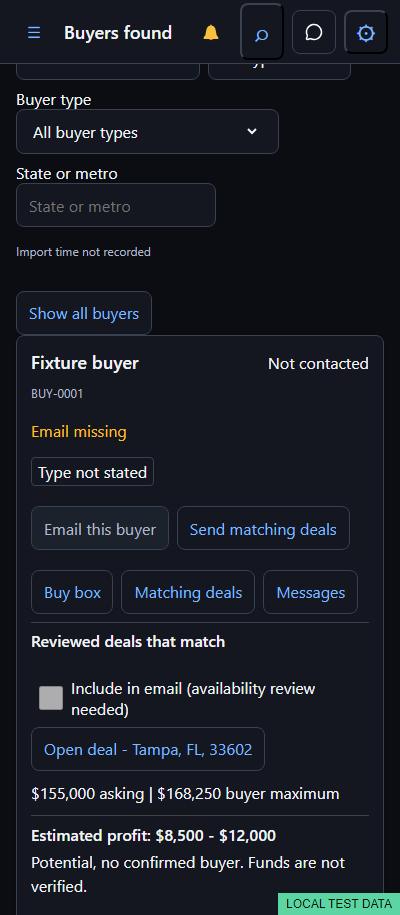 Buyers found
Buyer type
All buyer types
State or metro
State or metro
Import time not recorded
Show all buyers
Fixture buyer
Not contacted
BUY-0001
Email missing
Type not stated
Email this buyer
Send matching deals
Buy box
Matching deals
Messages
Reviewed deals that match
Include in email (availability review
needed)
Open deal - Tampa, FL, 33602
$155,000 asking | $168,250 buyer maximum
Estimated profit: $8,500 - $12,000
Potential, no confirmed buyer. Funds are not
verified.
LOCAL TEST DATA